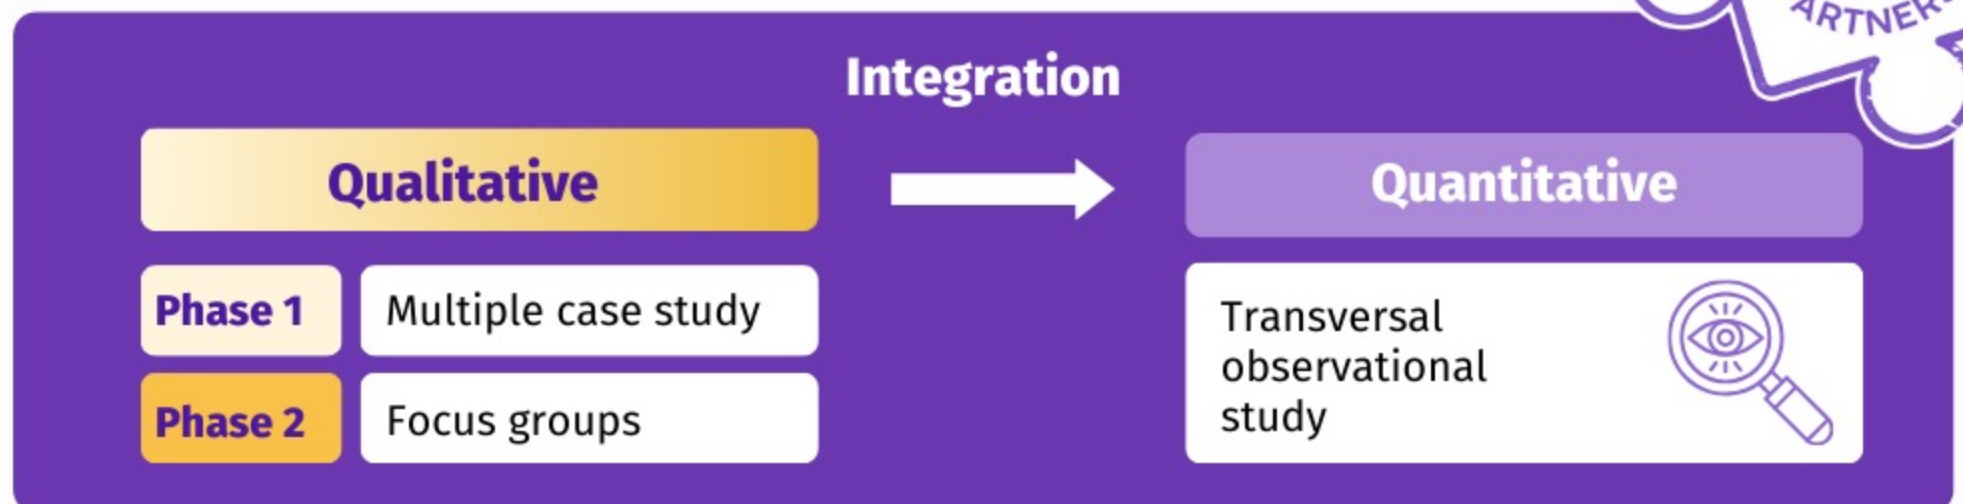 Integration
Qualitative
Quantitative
Phase 1
Multiple case study
Phase 2
Focus groups
Transversal
observational
study